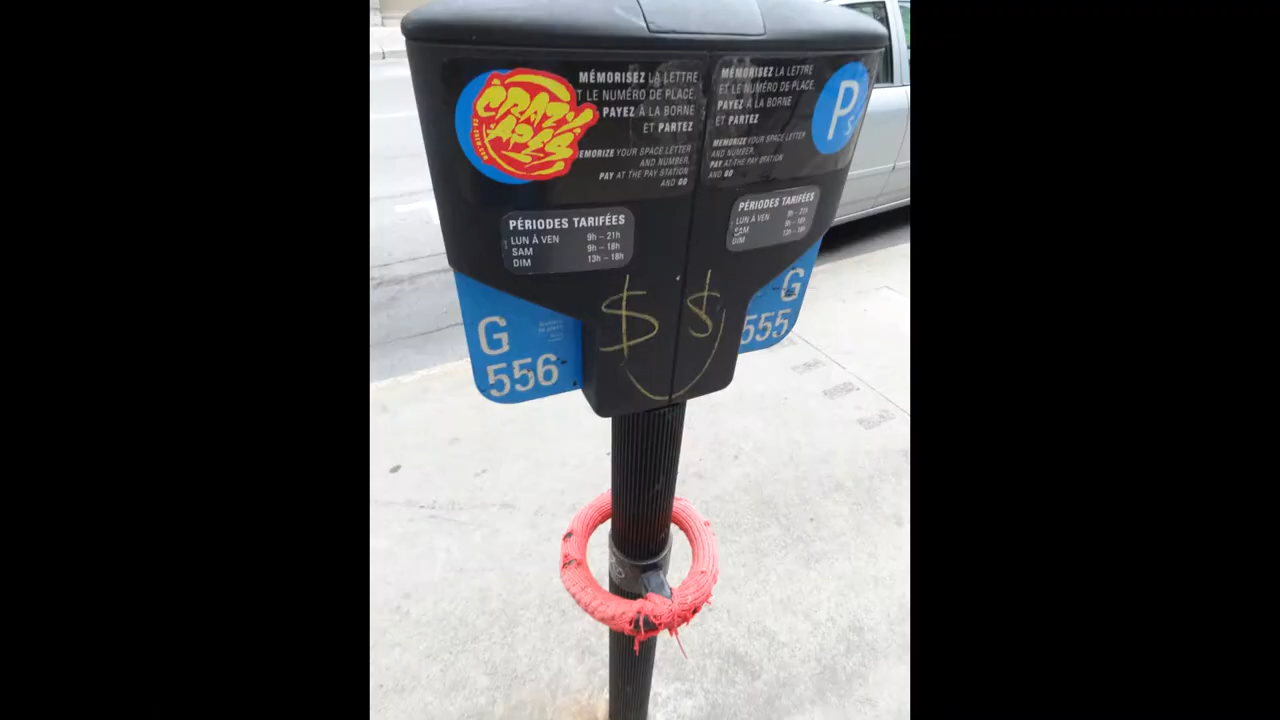 CRAZY
APES
MÉMORISEZ LA LETTRE
ET LE NUMÉRO DE PLACE.
PAYEZ À LA BORNE
ET PARTEZ
MEMORIZE YOUR SPACE LETTER
AND NUMBER,
PAY AT THE PAY STATION
AND GO
PÉRIODES TARIFÉES
LUN À VEN 9h – 21h
SAM 9h – 18h
DIM 13h – 18h
G
556
MÉMORISEZ LA LETTRE
ET LE NUMÉRO DE PLACE.
PAYEZ À LA BORNE
ET PARTEZ
MEMORIZE YOUR SPACE LETTER
AND NUMBER.
PAY AT THE PAY STATION
AND GO
P
$
PÉRIODES TARIFÉES
LUN À VEN 9h – 21h
SAM 9h – 18h
DIM 13h – 18h
G
555
$ $